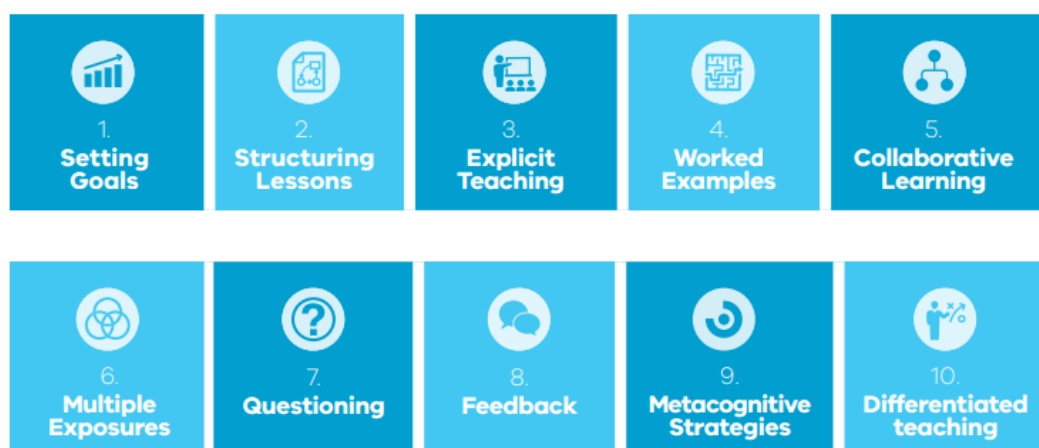 1.
Setting
Goals
2.
Structuring
Lessons
3.
Explicit
Teaching
4.
Worked
Examples
5.
Collaborative
Learning
6.
Multiple
Exposures
7.
Questioning
8.
Feedback
9.
Metacognitive
Strategies
10.
Differentiated
teaching